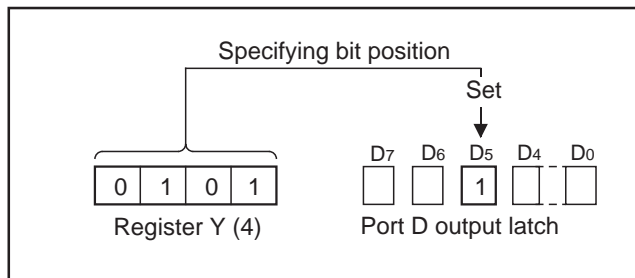 Specifying bit position
Set
D7 D6 D5 D4 D0
0 1 0 1 1
Register Y (4) Port D output latch